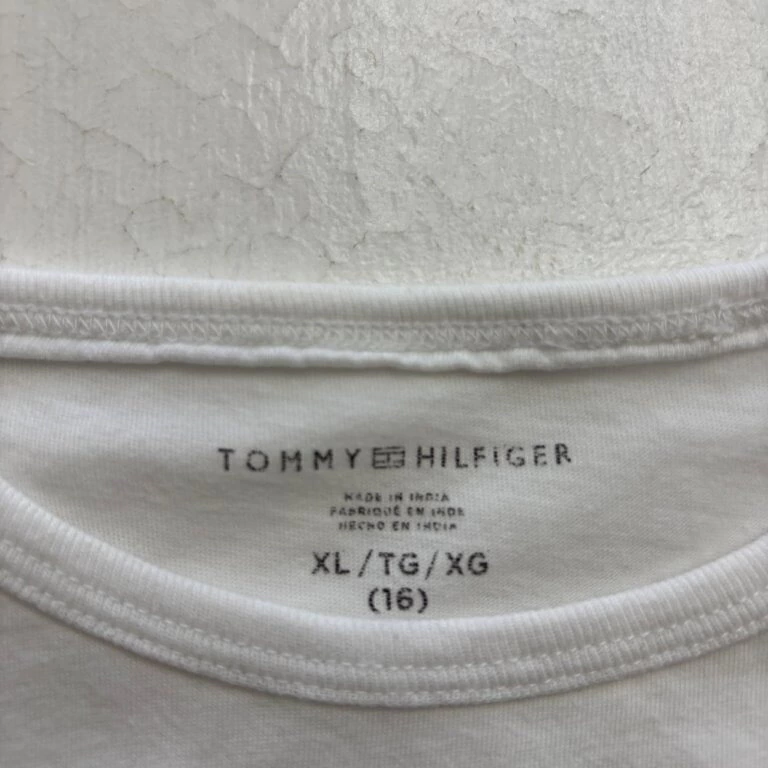 TOMMY HILFIGER
MADE IN INDIA
FABRIQUÉ EN INDE
HECHO EN INDIA
XL/TG/XG
(16)